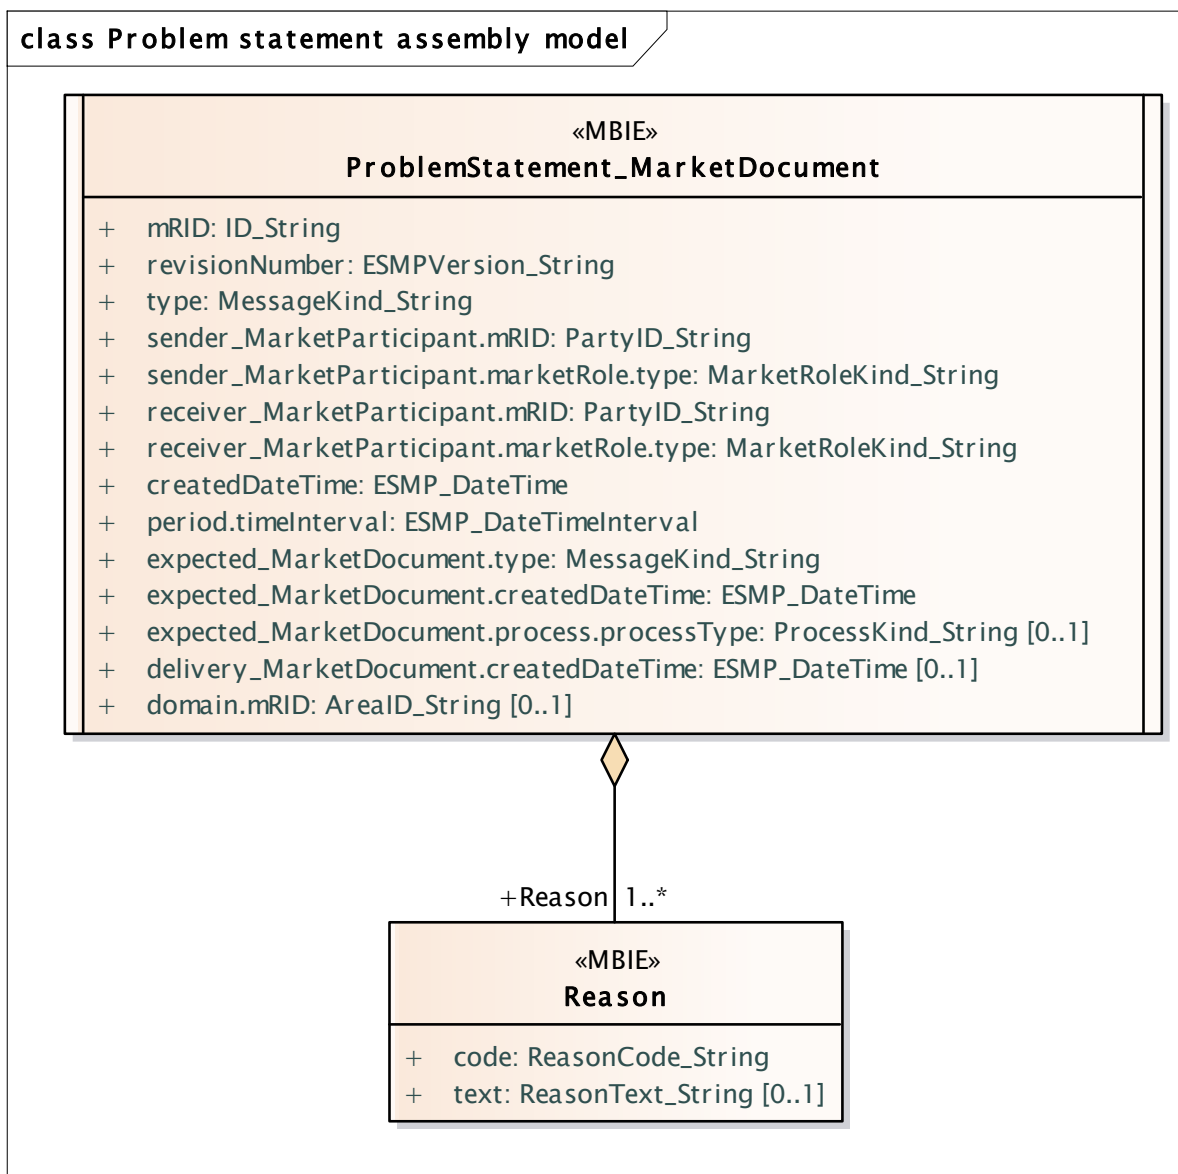 class Problem statement assembly model
«MBIE»
ProblemStatement_MarketDocument
+ mRID: ID_String
+ revisionNumber: ESMPVersion_String
+ type: MessageKind_String
+ sender_MarketParticipant.mRID: PartyID_String
+ sender_MarketParticipant.marketRole.type: MarketRoleKind_String
+ receiver_MarketParticipant.mRID: PartyID_String
+ receiver_MarketParticipant.marketRole.type: MarketRoleKind_String
+ createdDateTime: ESMP_DateTime
+ period.timeInterval: ESMP_DateTimeInterval
+ expected_MarketDocument.type: MessageKind_String
+ expected_MarketDocument.createdDateTime: ESMP_DateTime
+ expected_MarketDocument.process.processType: ProcessKind_String [0..1]
+ delivery_MarketDocument.createdDateTime: ESMP_DateTime [0..1]
+ domain.mRID: AreaID_String [0..1]
+Reason 1..*
«MBIE»
Reason
+ code: ReasonCode_String
+ text: ReasonText_String [0..1]